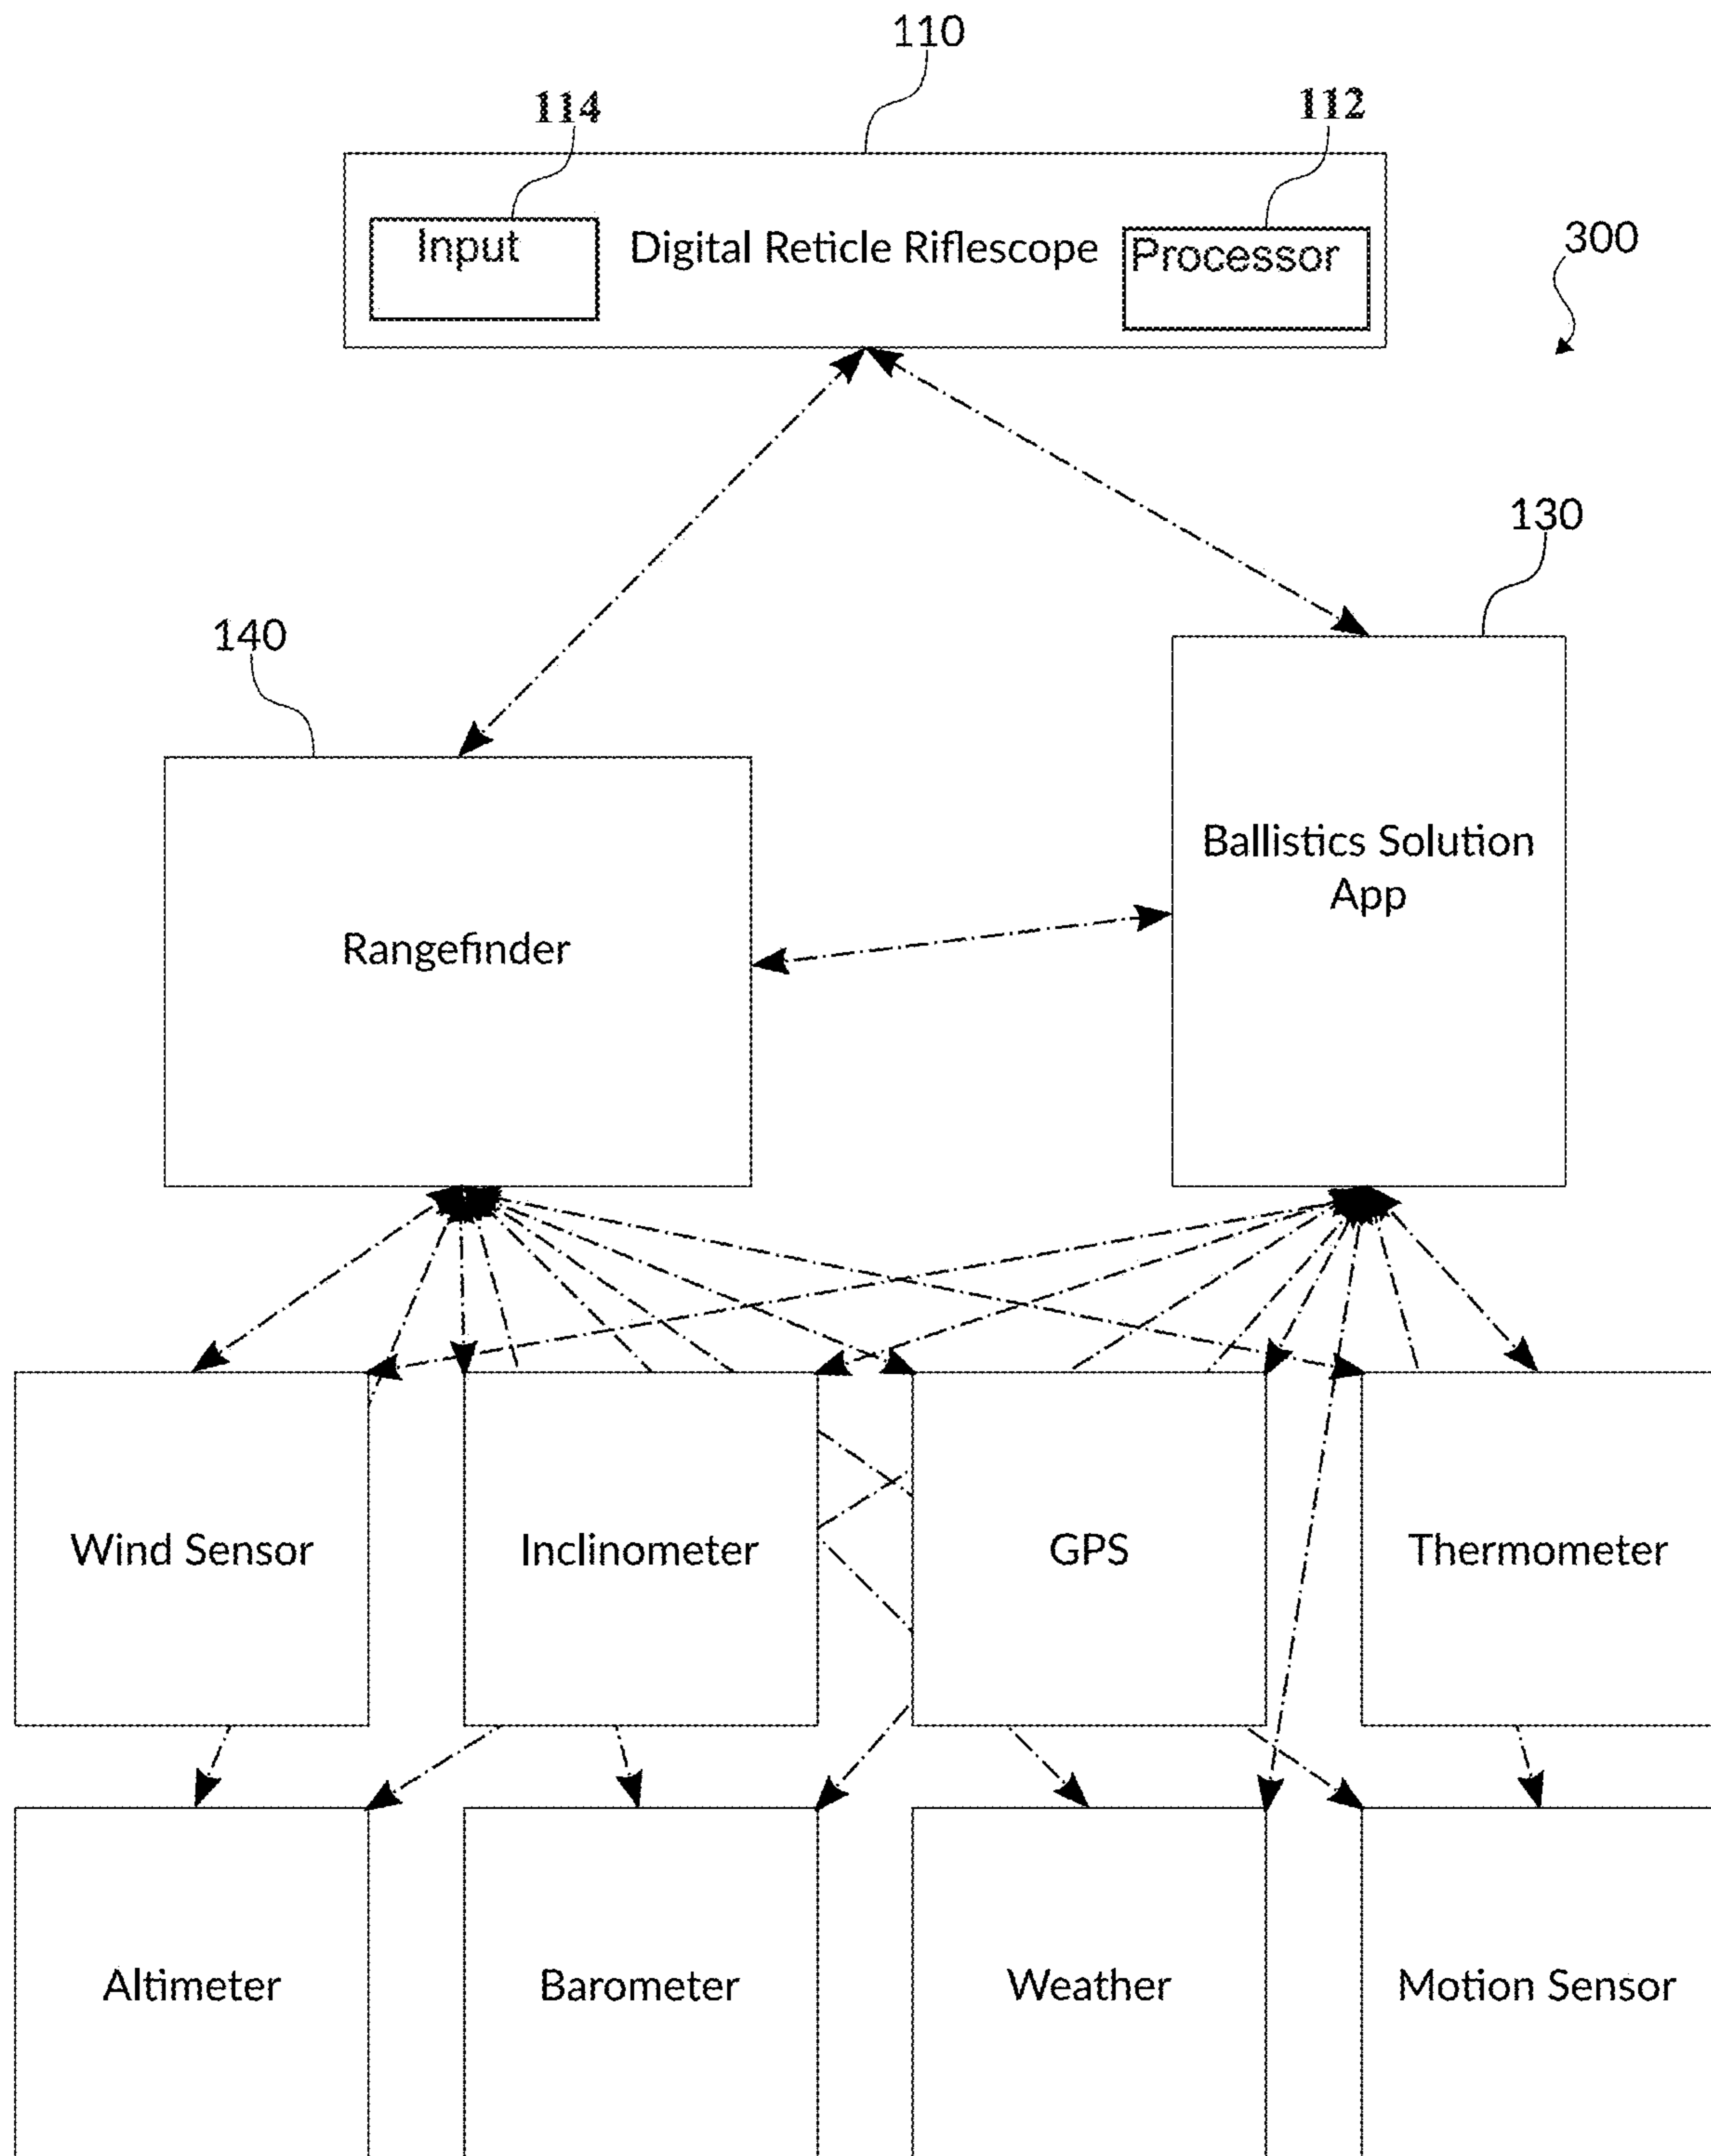 110
114
112
Input
Digital Reticle Riflescope
Processor
300
130
140
Ballistics Solution
App
Rangefinder
Wind Sensor
Inclinometer
GPS
Thermometer
Altimeter
Barometer
Weather
Motion Sensor